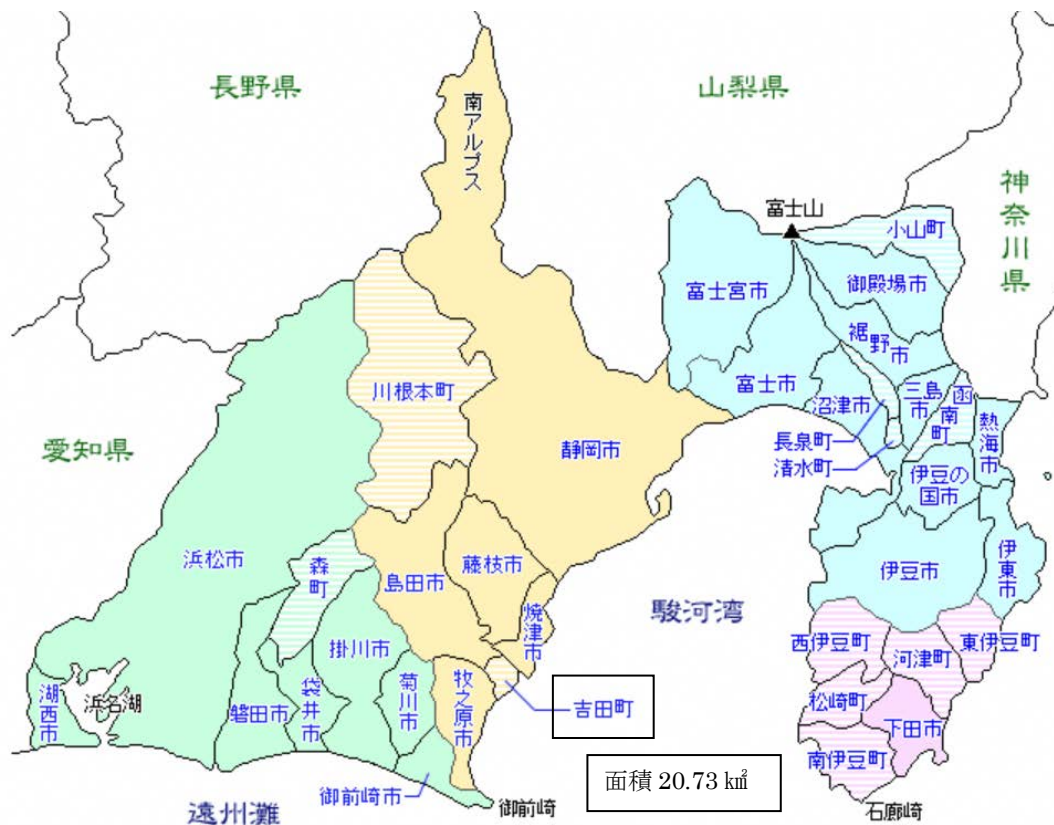 長野県
山梨県
神奈川県
愛知県
南アルプス
富士山
小山町
富士宮市
御殿場市
裾野市
富士市
沼津市
三島市
函南町
熱海市
長泉町
清水町
伊豆の
国市
川根本町
静岡市
浜松市
森町
島田市
藤枝市
焼津市
伊豆市
伊東市
駿河湾
西伊豆町
河津町
東伊豆町
掛川市
湖西市
浜名湖
磐田市
袋井市
菊川市
牧之原市
吉田町
松崎町
下田市
南伊豆町
御前崎市
御前崎
面積 20.73 ㎢
遠州灘
石廊崎